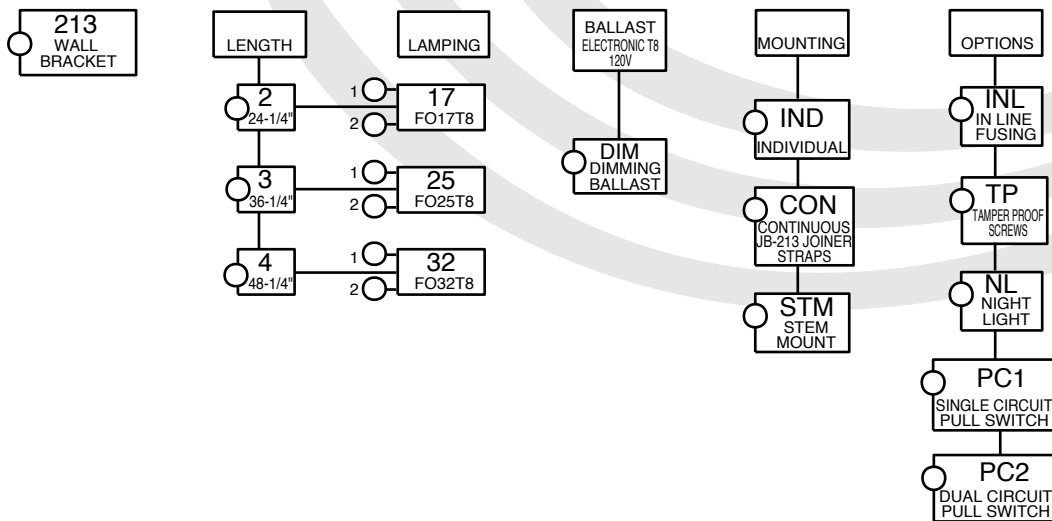 213
WALL
BRACKET
LENGTH
2
24-1/4"
3
36-1/4"
4
48-1/4"
LAMPING
1
2
17
FO17T8
1
2
25
FO25T8
1
2
32
FO32T8
BALLAST
ELECTRONIC T8
120V
DIM
DIMMING
BALLAST
MOUNTING
IND
INDIVIDUAL
CON
CONTINUOUS
JB-213 JOINER
STRAPS
STM
STEM
MOUNT
OPTIONS
INL
IN LINE
FUSING
TP
TAMPER PROOF
SCREWS
NL
NIGHT
LIGHT
PC1
SINGLE CIRCUIT
PULL SWITCH
PC2
DUAL CIRCUIT
PULL SWITCH